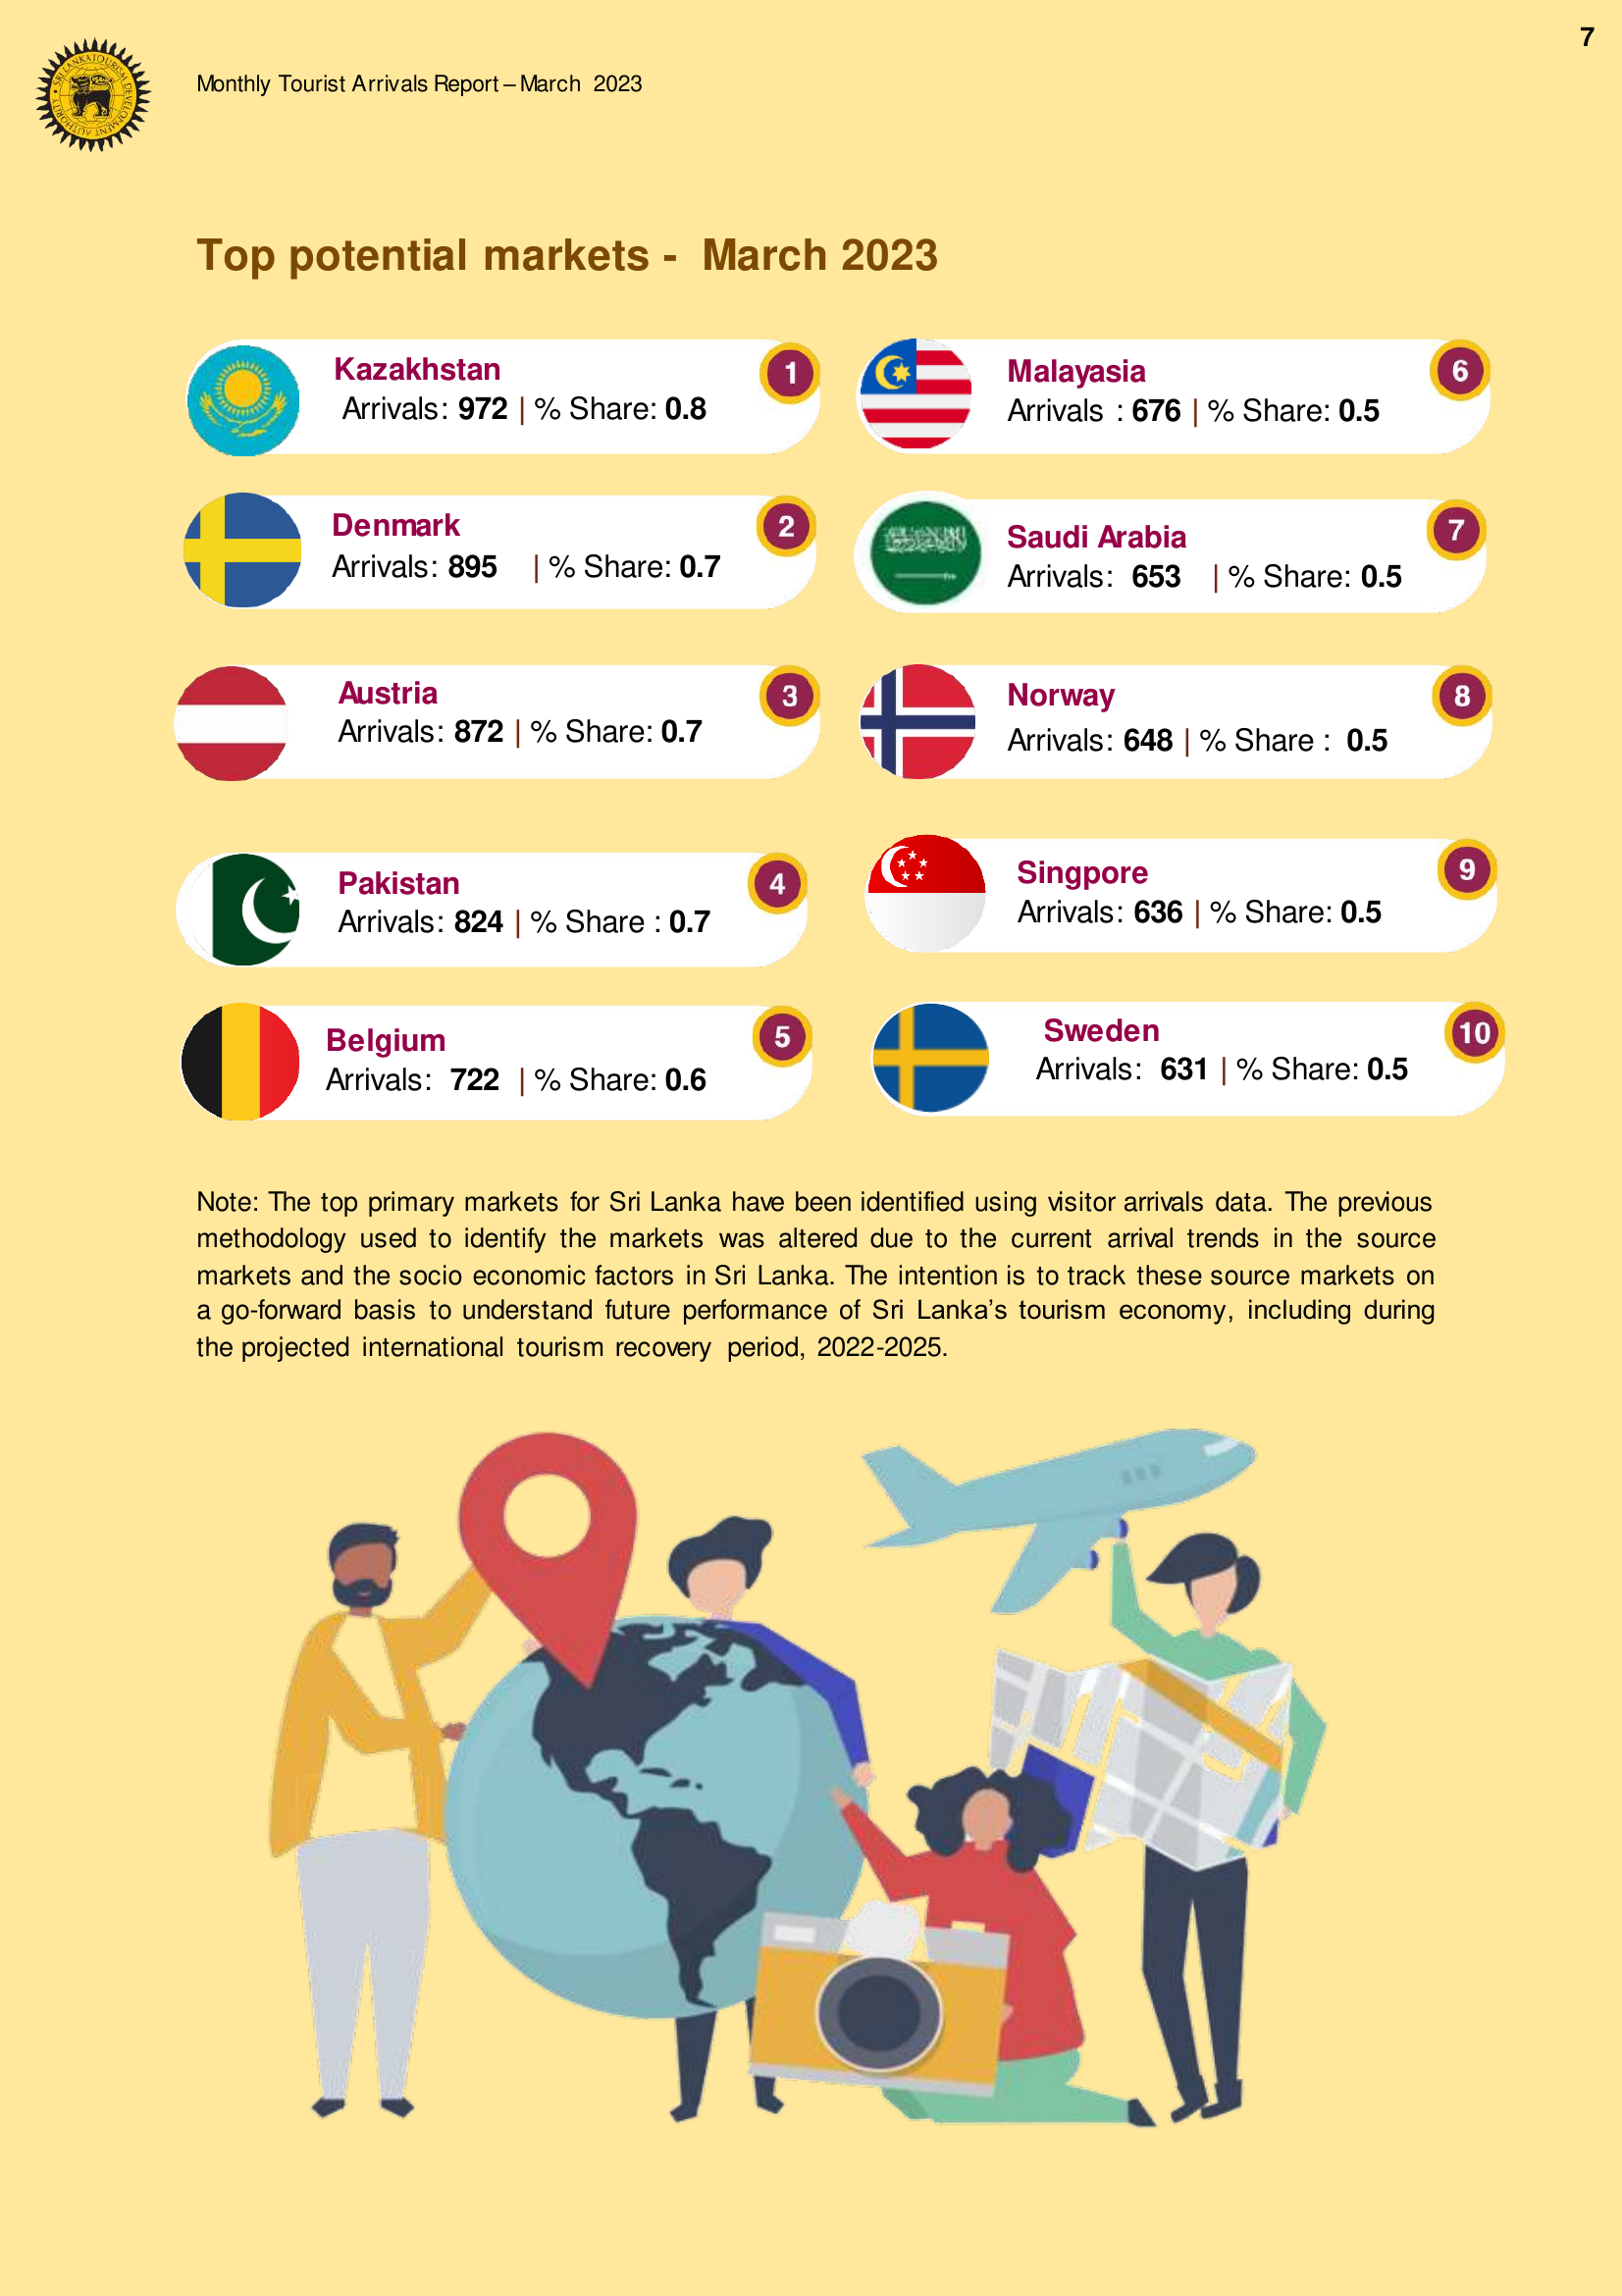 7
SRI LANKA TOURISM DEVELOPMENT AUTHORITY
Monthly Tourist Arrivals Report – March 2023
Top potential markets - March 2023
Kazakhstan
1
Arrivals: 972 | % Share: 0.8
Denmark
2
Arrivals: 895 | % Share: 0.7
Austria
3
Arrivals: 872 | % Share: 0.7
Pakistan
4
Arrivals: 824 | % Share : 0.7
Belgium
5
Arrivals: 722 | % Share: 0.6
Malayasia
6
Arrivals : 676 | % Share: 0.5
Saudi Arabia
7
Arrivals: 653 | % Share: 0.5
Norway
8
Arrivals: 648 | % Share : 0.5
Singpore
9
Arrivals: 636 | % Share: 0.5
Sweden
10
Arrivals: 631 | % Share: 0.5
Note: The top primary markets for Sri Lanka have been identified using visitor arrivals data. The previous
methodology used to identify the markets was altered due to the current arrival trends in the source
markets and the socio economic factors in Sri Lanka. The intention is to track these source markets on
a go-forward basis to understand future performance of Sri Lanka’s tourism economy, including during
the projected international tourism recovery period, 2022-2025.